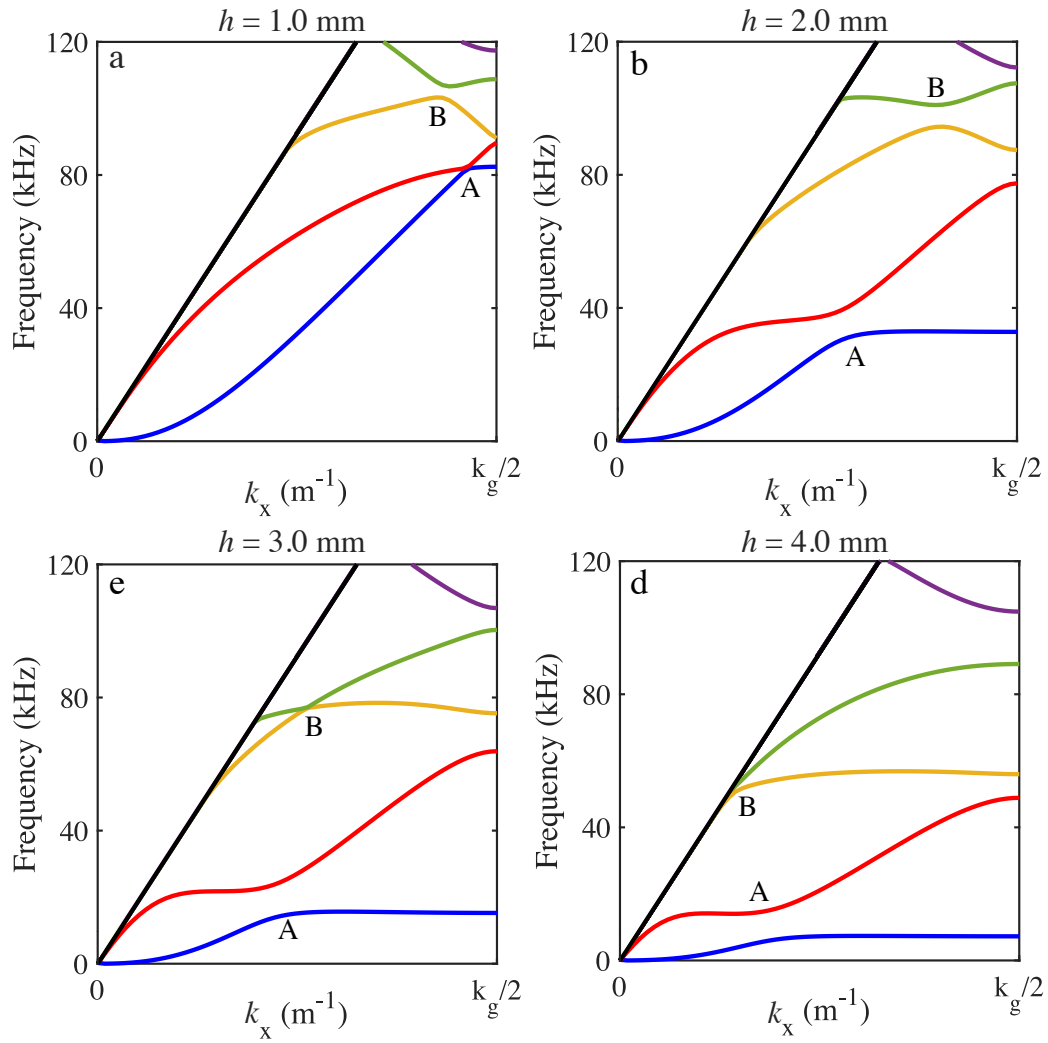 h = 1.0 mm
a
120
80
40
0
Frequency (kHz)
B
A
0
k_g/2
k_x (m⁻¹)
h = 2.0 mm
b
120
80
40
0
Frequency (kHz)
B
A
0
k_g/2
k_x (m⁻¹)
h = 3.0 mm
e
120
80
40
0
Frequency (kHz)
B
A
0
k_g/2
k_x (m⁻¹)
h = 4.0 mm
d
120
80
40
0
Frequency (kHz)
B
A
0
k_g/2
k_x (m⁻¹)